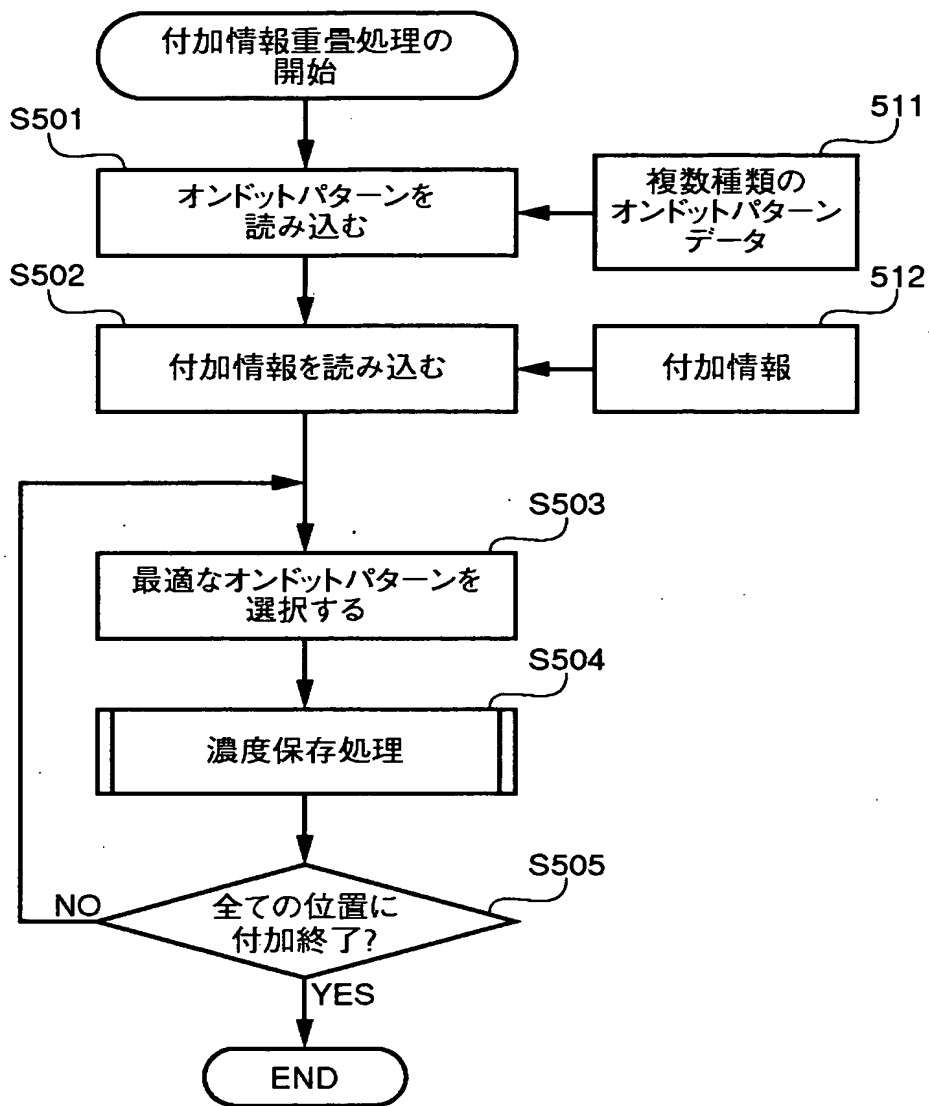 付加情報重畳処理の
開始
S501
511
オンドットパターンを
読み込む
複数種類の
オンドットパターン
データ
S502
512
付加情報を読み込む
付加情報
S503
最適なオンドットパターンを
選択する
S504
濃度保存処理
S505
NO
全ての位置に
付加終了?
YES
END